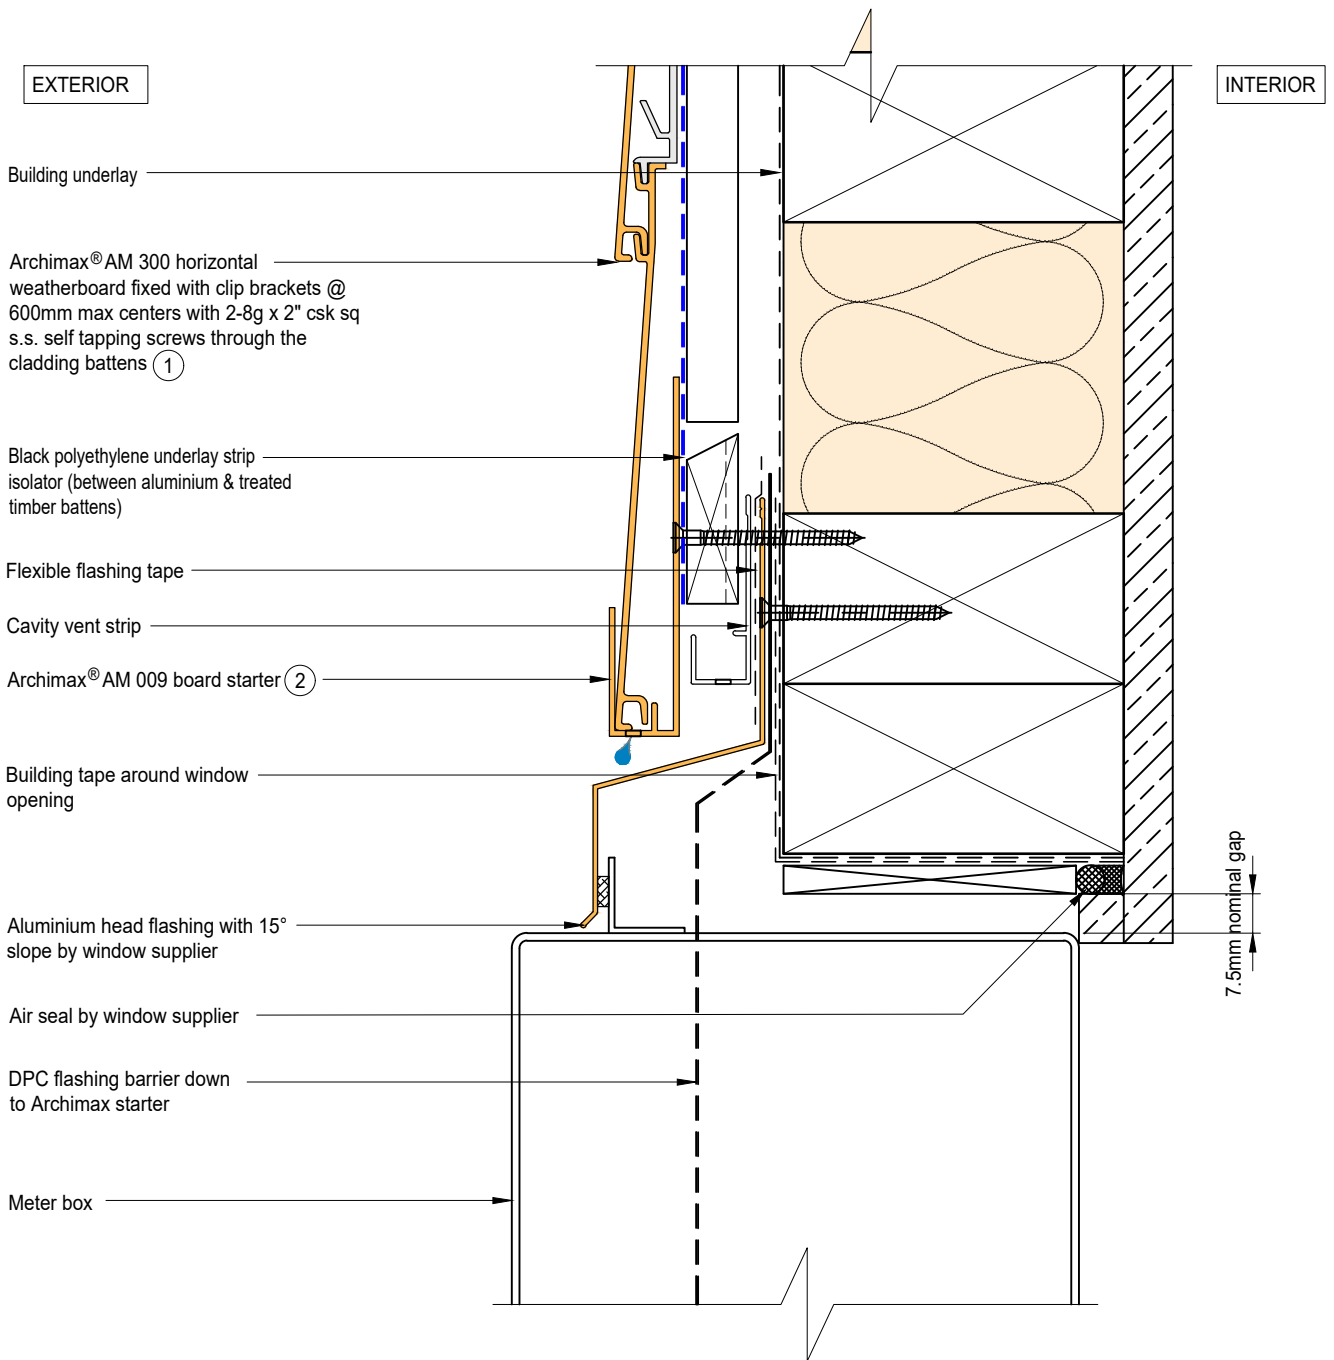 EXTERIOR
INTERIOR
Building underlay
Archimax® AM 300 horizontal
weatherboard fixed with clip brackets @
600mm max centers with 2-8g x 2" csk sq
s.s. self tapping screws through the
cladding battens 1
Black polyethylene underlay strip
isolator (between aluminium & treated
timber battens)
Flexible flashing tape
Cavity vent strip
Archimax® AM 009 board starter 2
Building tape around window
opening
7.5mm nominal gap
Aluminium head flashing with 15°
slope by window supplier
Air seal by window supplier
DPC flashing barrier down
to Archimax starter
Meter box